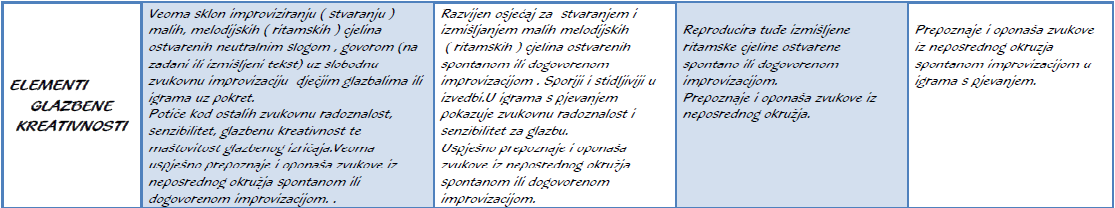 ELEMENTI
GLAZBENE
KREATIVNOSTI
Veoma sklon improviziranju ( stvaranju )
malih, melodijskih ( ritamskih ) cjelina
ostvarenih neutralnim slogom , govorom (na
zadani ili izmišljeni tekst) uz slobodnu
zvukovnu improvizaciju dječjim glazbalima ili
igrama uz pokret.
Potiče kod ostalih zvukovnu radoznalost,
senzibilitet, glazbenu kreativnost te
maštovitost glazbenog izričaja.Veoma
uspješno prepoznaje i oponaša zvukove iz
neposrednog okružja spontanom ili
dogovorenom improvizacijom. .
Razvijen osjećaj za stvaranjem i
izmišljanjem malih melodijskih
( ritamskih ) cjelina ostvarenih
spontanom ili dogovorenom
improvizacijom . Sporiji i stidljiviji u
izvedbi.U igrama s pjevanjem
pokazuje zvukovnu radoznalost i
senzibilitet za glazbu.
Uspješno prepoznaje i oponaša
zvukove iz neposrednog okružja
spontanom ili dogovorenom
improvizacijom.
Reproducira tuđe izmišljene
ritamske cjeline ostvarene
spontano ili dogovorenom
improvizacijom.
Prepoznaje i oponaša zvukove iz
neposrednog okružja.
Prepoznaje i oponaša zvukove
iz neposrednog okruzja
spontanom improvizacijom u
igrama s pjevanjem.